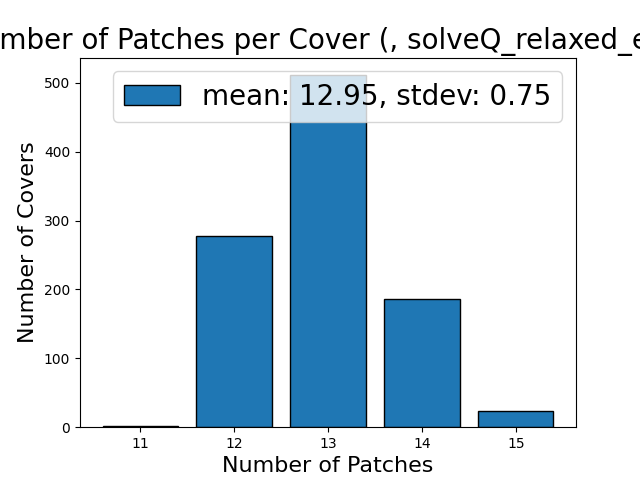 mber of Patches per Cover (, solveQ_relaxed_e
mean: 12.95, stdev: 0.75
500
400
300
200
100
0
Number of Covers
11 12 13 14 15
Number of Patches